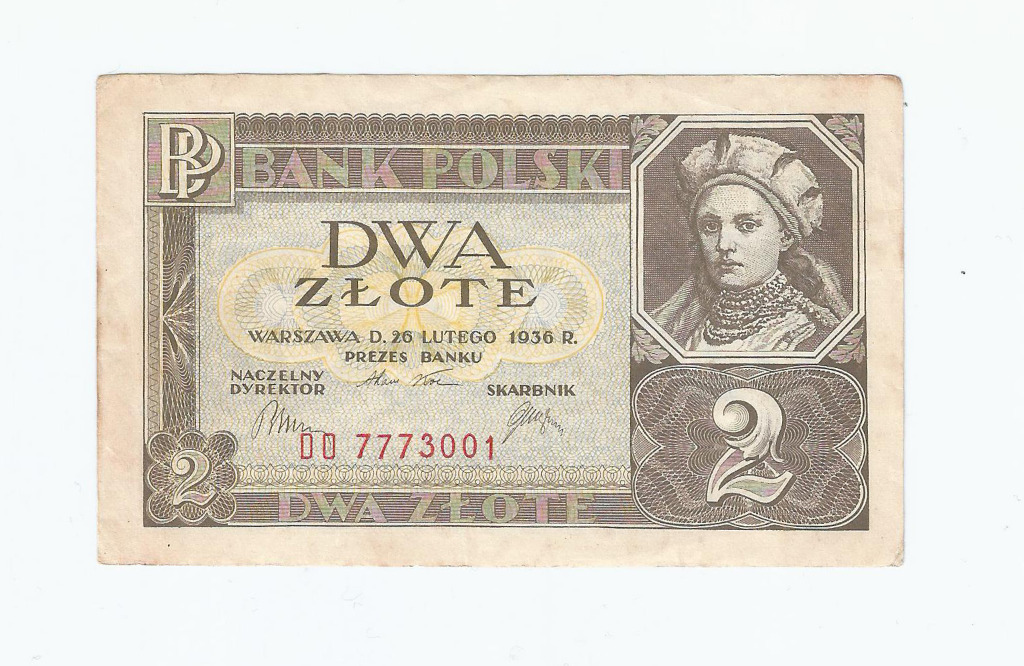 BP BANK POLSKI
DWA
ZŁOTE
WARSZAWA D. 26 LUTEGO 1936 R.
PREZES BANKU
NACZELNY
DYREKTOR
SKARBNIK
DD 7773001
2
2
DWA ZŁOTE